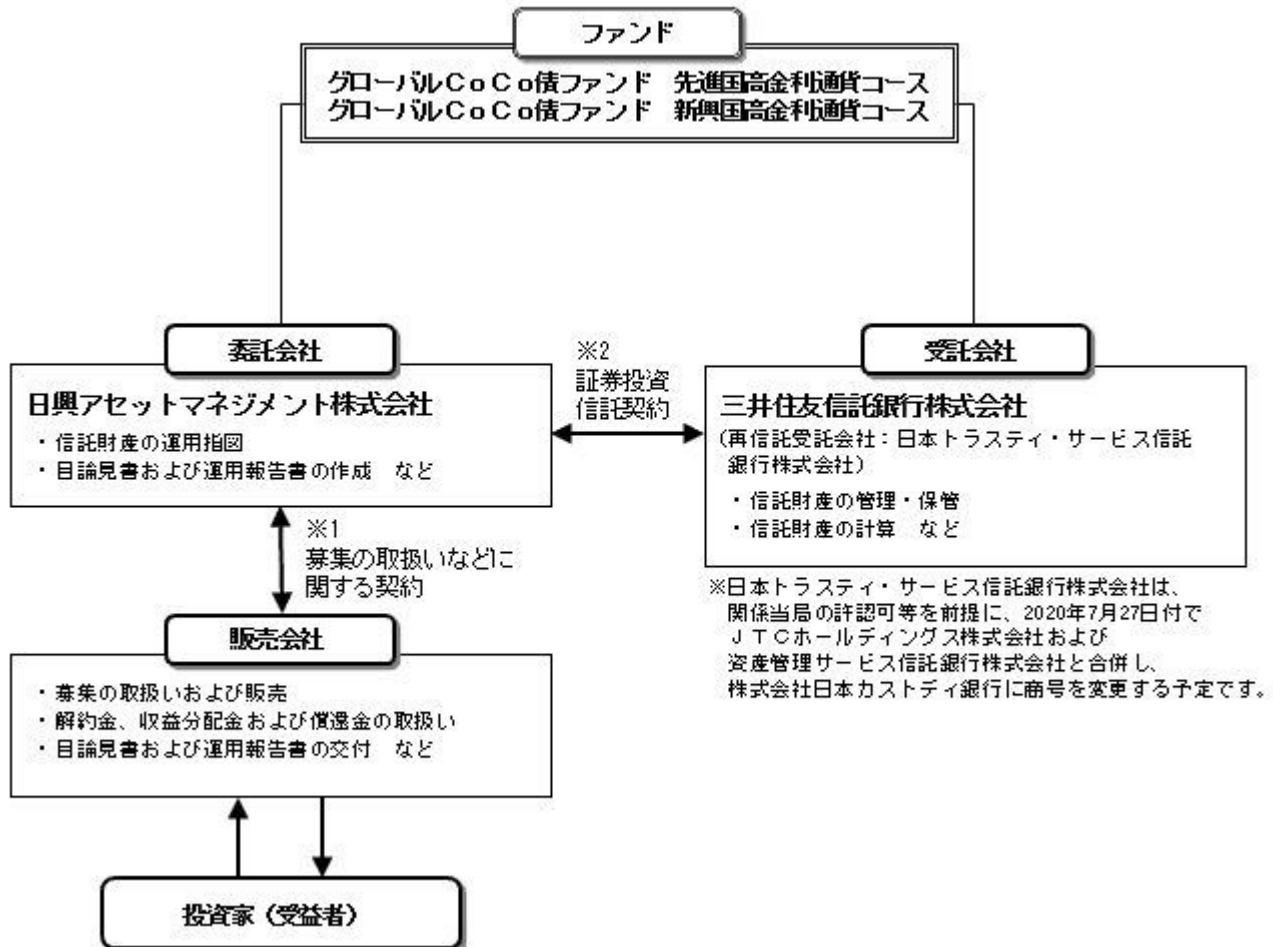 ファンド
グローバルCoCo債ファンド　先進国高金利通貨コース
グローバルCoCo債ファンド　新興国高金利通貨コース
委託会社
日興アセットマネジメント株式会社
・信託財産の運用指図
・目論見書および運用報告書の作成　など
※2
証券投資
信託契約
受託会社
三井住友信託銀行株式会社
（再信託受託会社：日本トラスティ・サービス信託
銀行株式会社）
・信託財産の管理・保管
・信託財産の計算　など
※日本トラスティ・サービス信託銀行株式会社は、
関係当局の許認可等を前提に、2020年7月27日付で
ＪＴＣホールディングス株式会社および
資産管理サービス信託銀行株式会社と合併し、
株式会社日本カストディ銀行に商号を変更する予定です。
※1
募集の取扱いなどに
関する契約
販売会社
・募集の取扱いおよび販売
・解約金、収益分配金および償還金の取扱い
・目論見書および運用報告書の交付　など
投資家（受益者）